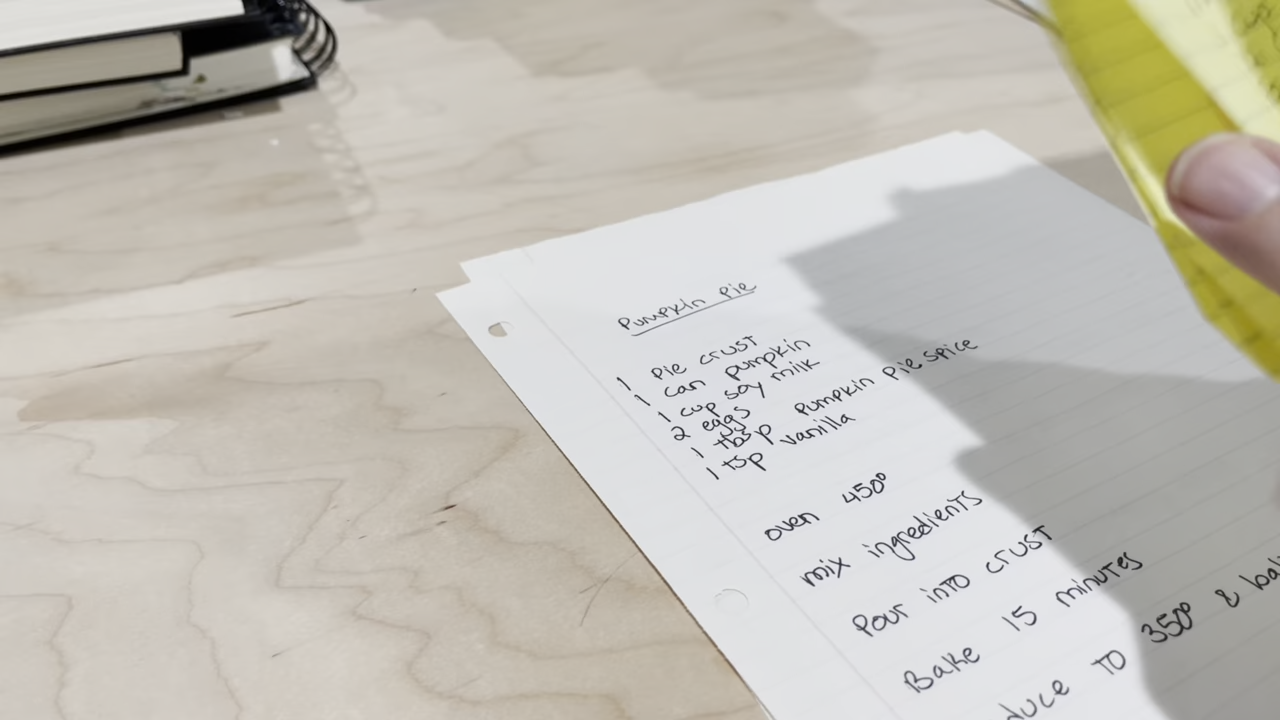 Pumpkin Pie
1 Pie crust
1 can pumpkin
1 cup soy milk
2 eggs
1 tbsp Pumpkin Pie spice
1 tsp vanilla
oven 450°
mix ingredients
Pour into crust
Bake 15 minutes
to 350° &